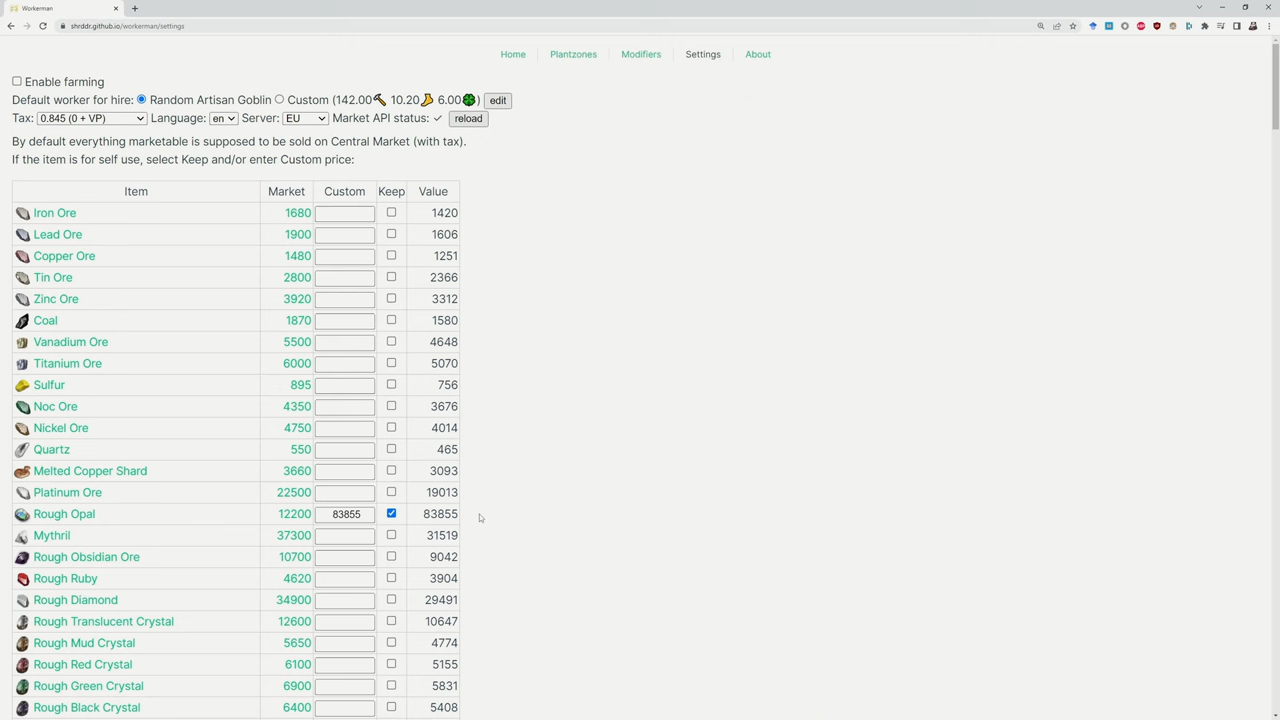 Workerman
shrddr.github.io/workerman/settings
Home Plantzones Modifiers Settings About
Enable farming
Default worker for hire: Random Artisan Goblin Custom (142.00 10.20 6.00) edit
Tax: 0.845 (0 + VP) Language: en Server: EU Market API status: ✓ reload
By default everything marketable is supposed to be sold on Central Market (with tax).
If the item is for self use, select Keep and/or enter Custom price:
Item Market Custom Keep Value
Iron Ore 1680 1420
Lead Ore 1900 1606
Copper Ore 1480 1251
Tin Ore 2800 2366
Zinc Ore 3920 3312
Coal 1870 1580
Vanadium Ore 5500 4648
Titanium Ore 6000 5070
Sulfur 895 756
Noc Ore 4350 3676
Nickel Ore 4750 4014
Quartz 550 465
Melted Copper Shard 3660 3093
Platinum Ore 22500 19013
Rough Opal 12200 83855 83855
Mythril 37300 31519
Rough Obsidian Ore 10700 9042
Rough Ruby 4620 3904
Rough Diamond 34900 29491
Rough Translucent Crystal 12600 10647
Rough Mud Crystal 5650 4774
Rough Red Crystal 6100 5155
Rough Green Crystal 6900 5831
Rough Black Crystal 6400 5408